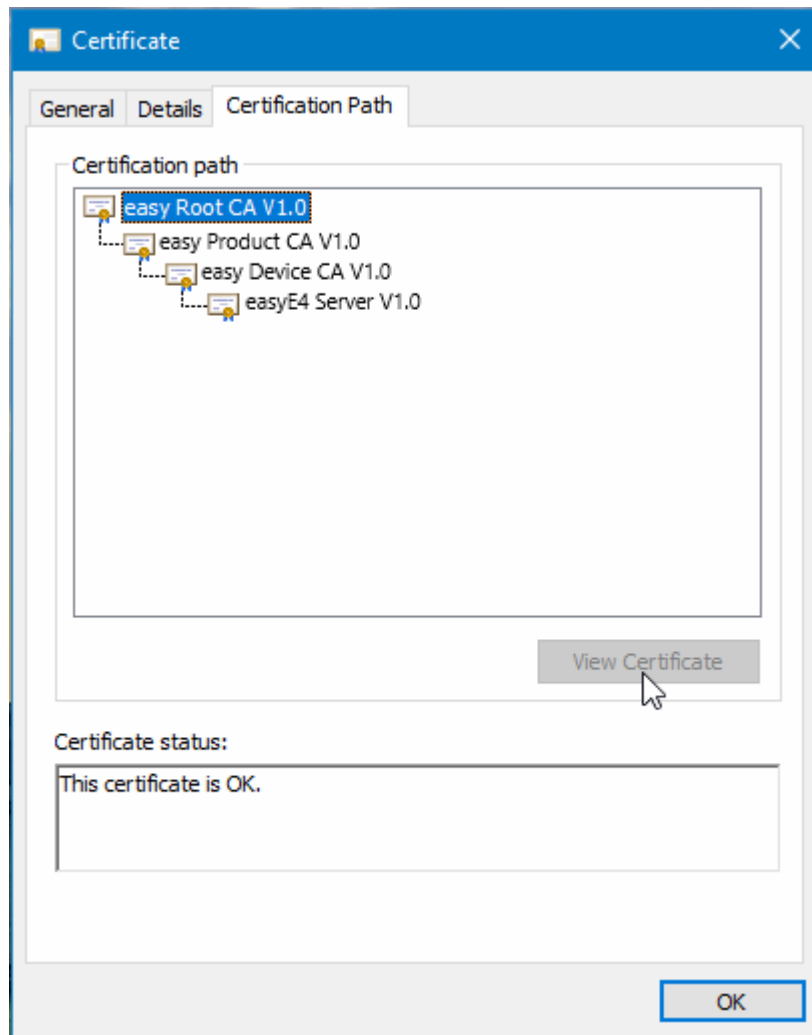 Certificate
General Details Certification Path
Certification path
easy Root CA V1.0
easy Product CA V1.0
easy Device CA V1.0
easyE4 Server V1.0
View Certificate
Certificate status:
This certificate is OK.
OK